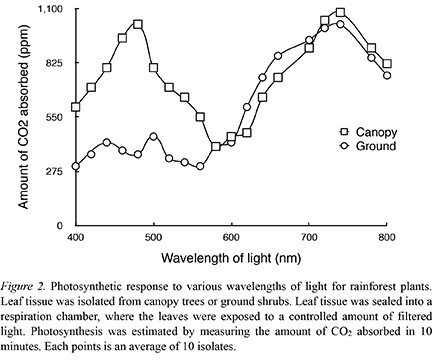 1,100
825
550
275
0
Amount of CO2 absorbed (ppm)
400 500 600 700 800
Wavelength of light (nm)
Canopy
Ground
Figure 2. Photosynthetic response to various wavelengths of light for rainforest plants.
Leaf tissue was isolated from canopy trees or ground shrubs. Leaf tissue was sealed into a
respiration chamber, where the leaves were exposed to a controlled amount of filtered
light. Photosynthesis was estimated by measuring the amount of CO₂ absorbed in 10
minutes. Each points is an average of 10 isolates.